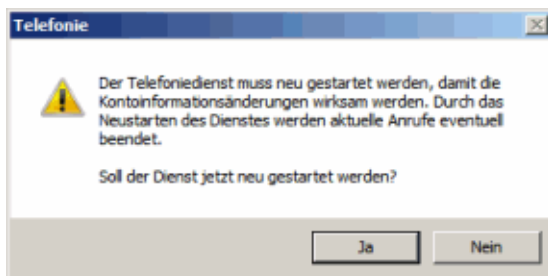 Telefonie
Der Telefoniedienst muss neu gestartet werden, damit die
Kontoinformationsänderungen wirksam werden. Durch das
Neustarten des Dienstes werden aktuelle Anrufe eventuell
beendet.
Soll der Dienst jetzt neu gestartet werden?
Ja
Nein